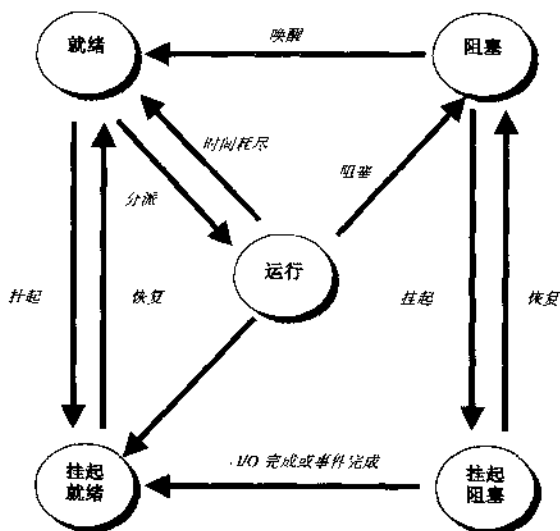 就绪
唤醒
阻塞
时间耗尽
分派
阻塞
运行
挂起
恢复
挂起
恢复
I/O 完成或事件完成
挂起
就绪
挂起
阻塞